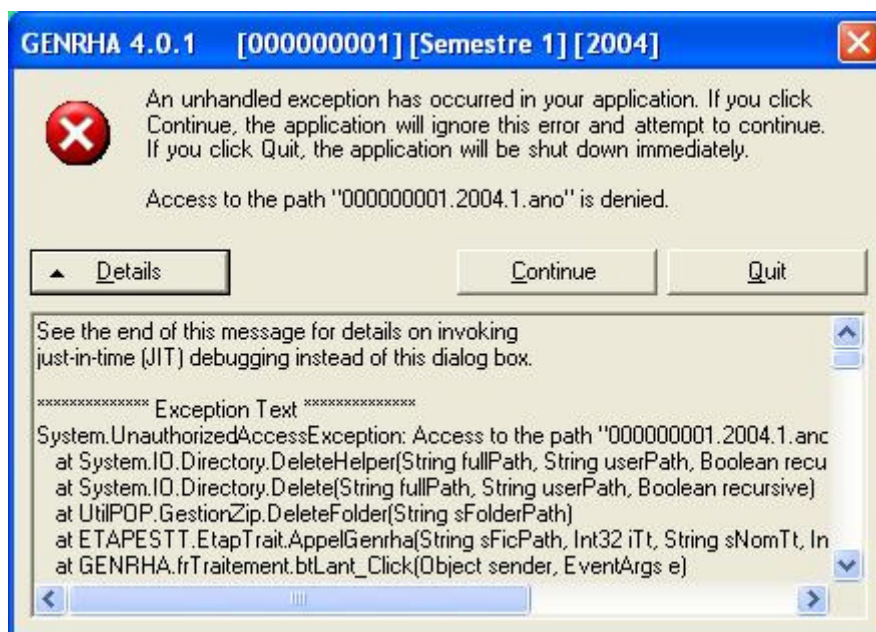 GENRHA 4.0.1 [000000001] [Semestre 1] [2004]
An unhandled exception has occurred in your application. If you click
Continue, the application will ignore this error and attempt to continue.
If you click Quit, the application will be shut down immediately.
Access to the path "000000001.2004.1.ano" is denied.
Details
Continue
Quit
See the end of this message for details on invoking
just-in-time (JIT) debugging instead of this dialog box.
************** Exception Text **************
System.UnauthorizedAccessException: Access to the path "000000001.2004.1.anc
at System.IO.Directory.DeleteHelper(String fullPath, String userPath, Boolean recu
at System.IO.Directory.Delete(String fullPath, String userPath, Boolean recursive)
at UtilPOP.GestionZip.DeleteFolder(String sFolderPath)
at ETAPESTT.EtapTrait.AppelGenrha(String sFicPath, Int32 iTt, String sNomTt, In
at GENRHA.frTraitement.btLant_Click(Object sender, EventArgs e)